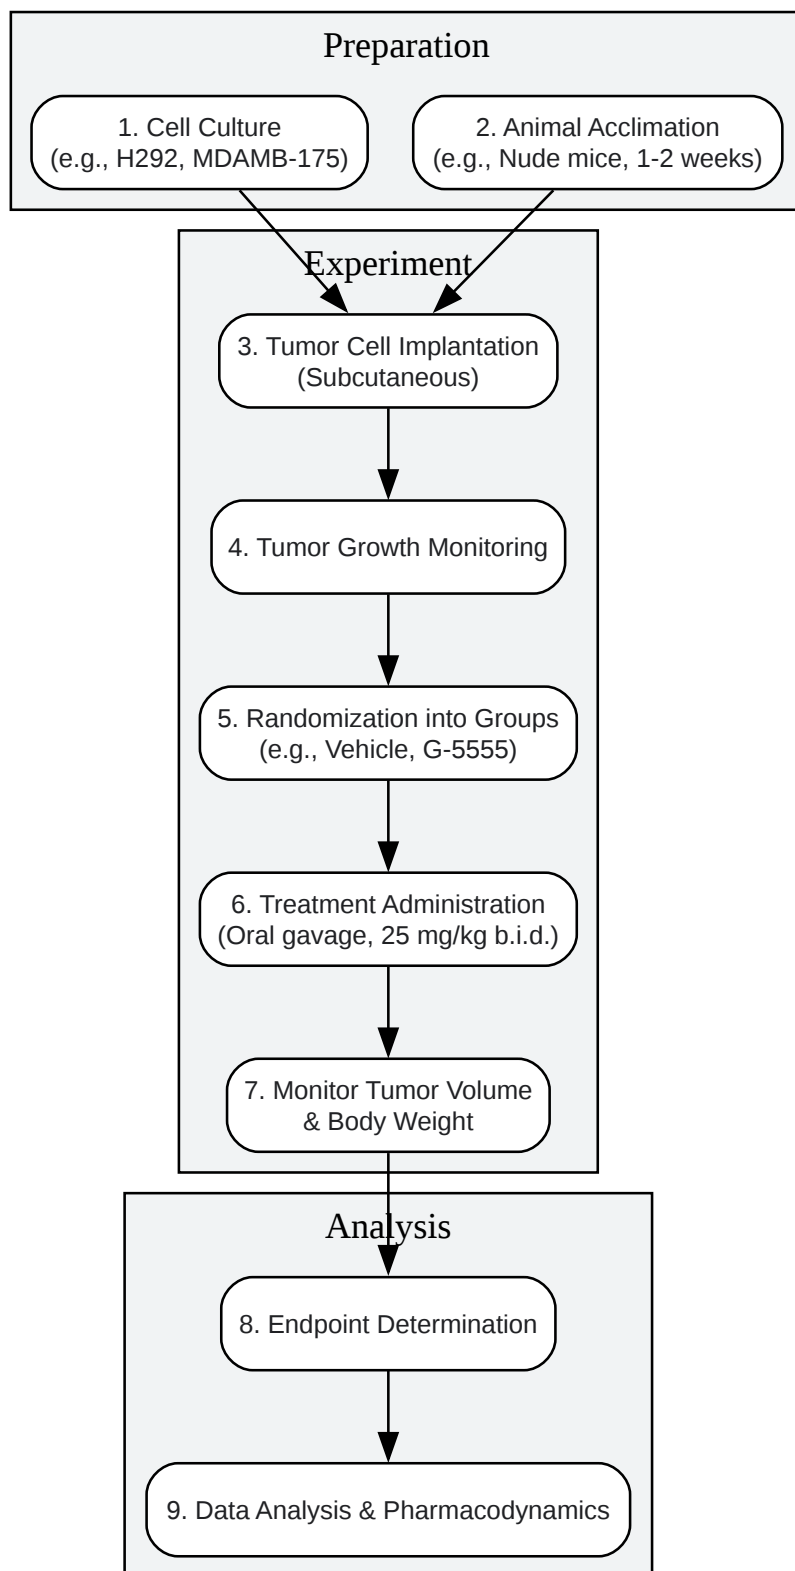 Preparation
1. Cell Culture
(e.g., H292, MDAMB-175)
2. Animal Acclimation
(e.g., Nude mice, 1-2 weeks)
Experiment
3. Tumor Cell Implantation
(Subcutaneous)
4. Tumor Growth Monitoring
5. Randomization into Groups
(e.g., Vehicle, G-5555)
6. Treatment Administration
(Oral gavage, 25 mg/kg b.i.d.)
7. Monitor Tumor Volume
& Body Weight
Analysis
8. Endpoint Determination
9. Data Analysis & Pharmacodynamics